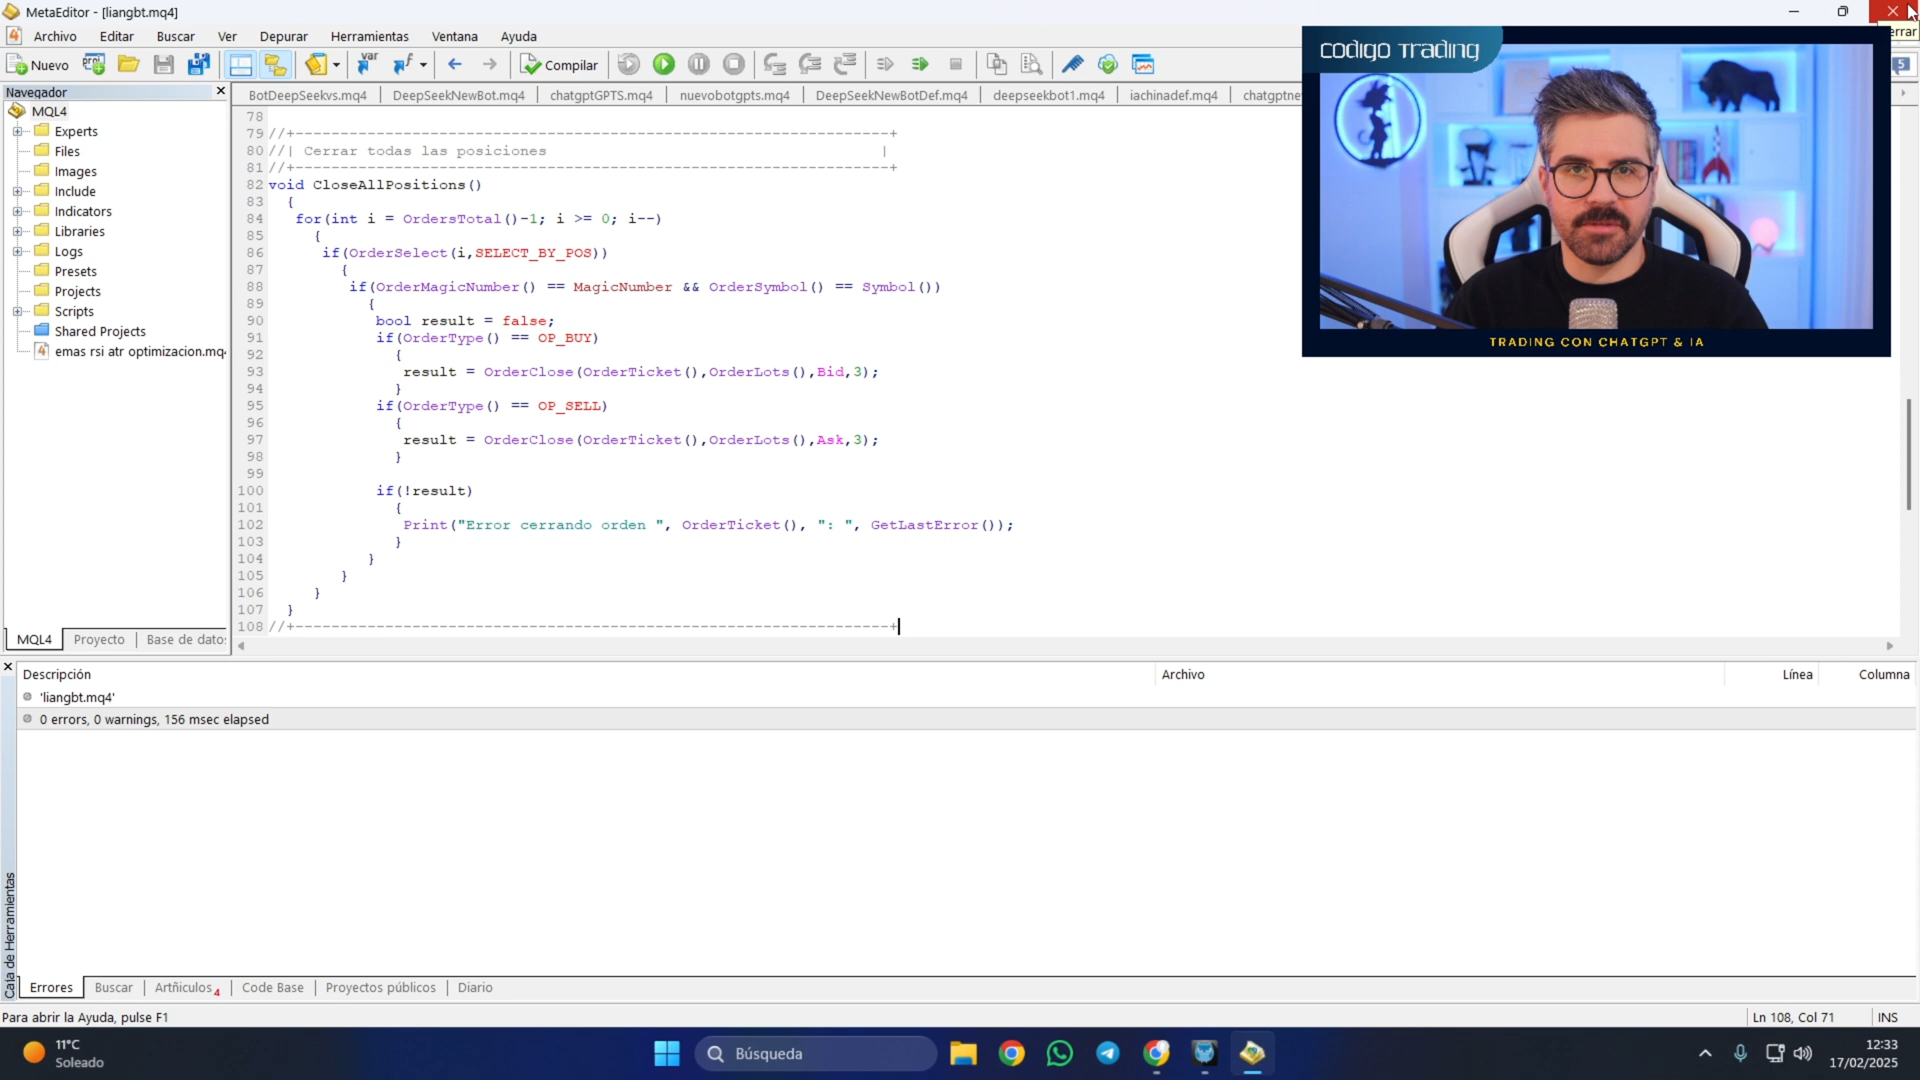 MetaEditor - [liangbt.mq4]
Archivo Editar Buscar Ver Depurar Herramientas Ventana Ayuda
Nuevo Compilar 5
errar
Navegador
MQL4
Experts
Files
Images
Include
Indicators
Libraries
Logs
Presets
Projects
Scripts
Shared Projects
emas rsi atr optimizacion.mq4
MQL4 Proyecto Base de dato
BotDeepSeekvs.mq4 DeepSeekNewBot.mq4 chatgptGPTS.mq4 nuevobotgpts.mq4 DeepSeekNewBotDef.mq4 deepseekbot1.mq4 iachinadef.mq4 chatgptne
78
79 //+------------------------------------------------------------------+
80 //| Cerrar todas las posiciones |
81 //+------------------------------------------------------------------+
82 void CloseAllPositions()
83 {
84 for(int i = OrdersTotal()-1; i >= 0; i--)
85 {
86 if(OrderSelect(i,SELECT_BY_POS))
87 {
88 if(OrderMagicNumber() == MagicNumber && OrderSymbol() == Symbol())
89 {
90 bool result = false;
91 if(OrderType() == OP_BUY)
92 {
93 result = OrderClose(OrderTicket(),OrderLots(),Bid,3);
94 }
95 if(OrderType() == OP_SELL)
96 {
97 result = OrderClose(OrderTicket(),OrderLots(),Ask,3);
98 }
99
100 if(!result)
101 {
102 Print("Error cerrando orden ", OrderTicket(), ": ", GetLastError());
103 }
104 }
105 }
106 }
107 }
108 //+------------------------------------------------------------------+
codigo Trading
TRADING CON CHATGPT & IA
Caja de Herramientas
Descripción Archivo Línea Columna
'liangbt.mq4'
0 errors, 0 warnings, 156 msec elapsed
Errores Buscar Artñiculos 4 Code Base Proyectos públicos Diario
Para abrir la Ayuda, pulse F1 Ln 108, Col 71 INS
11°C
Soleado
Búsqueda
12:33
17/02/2025